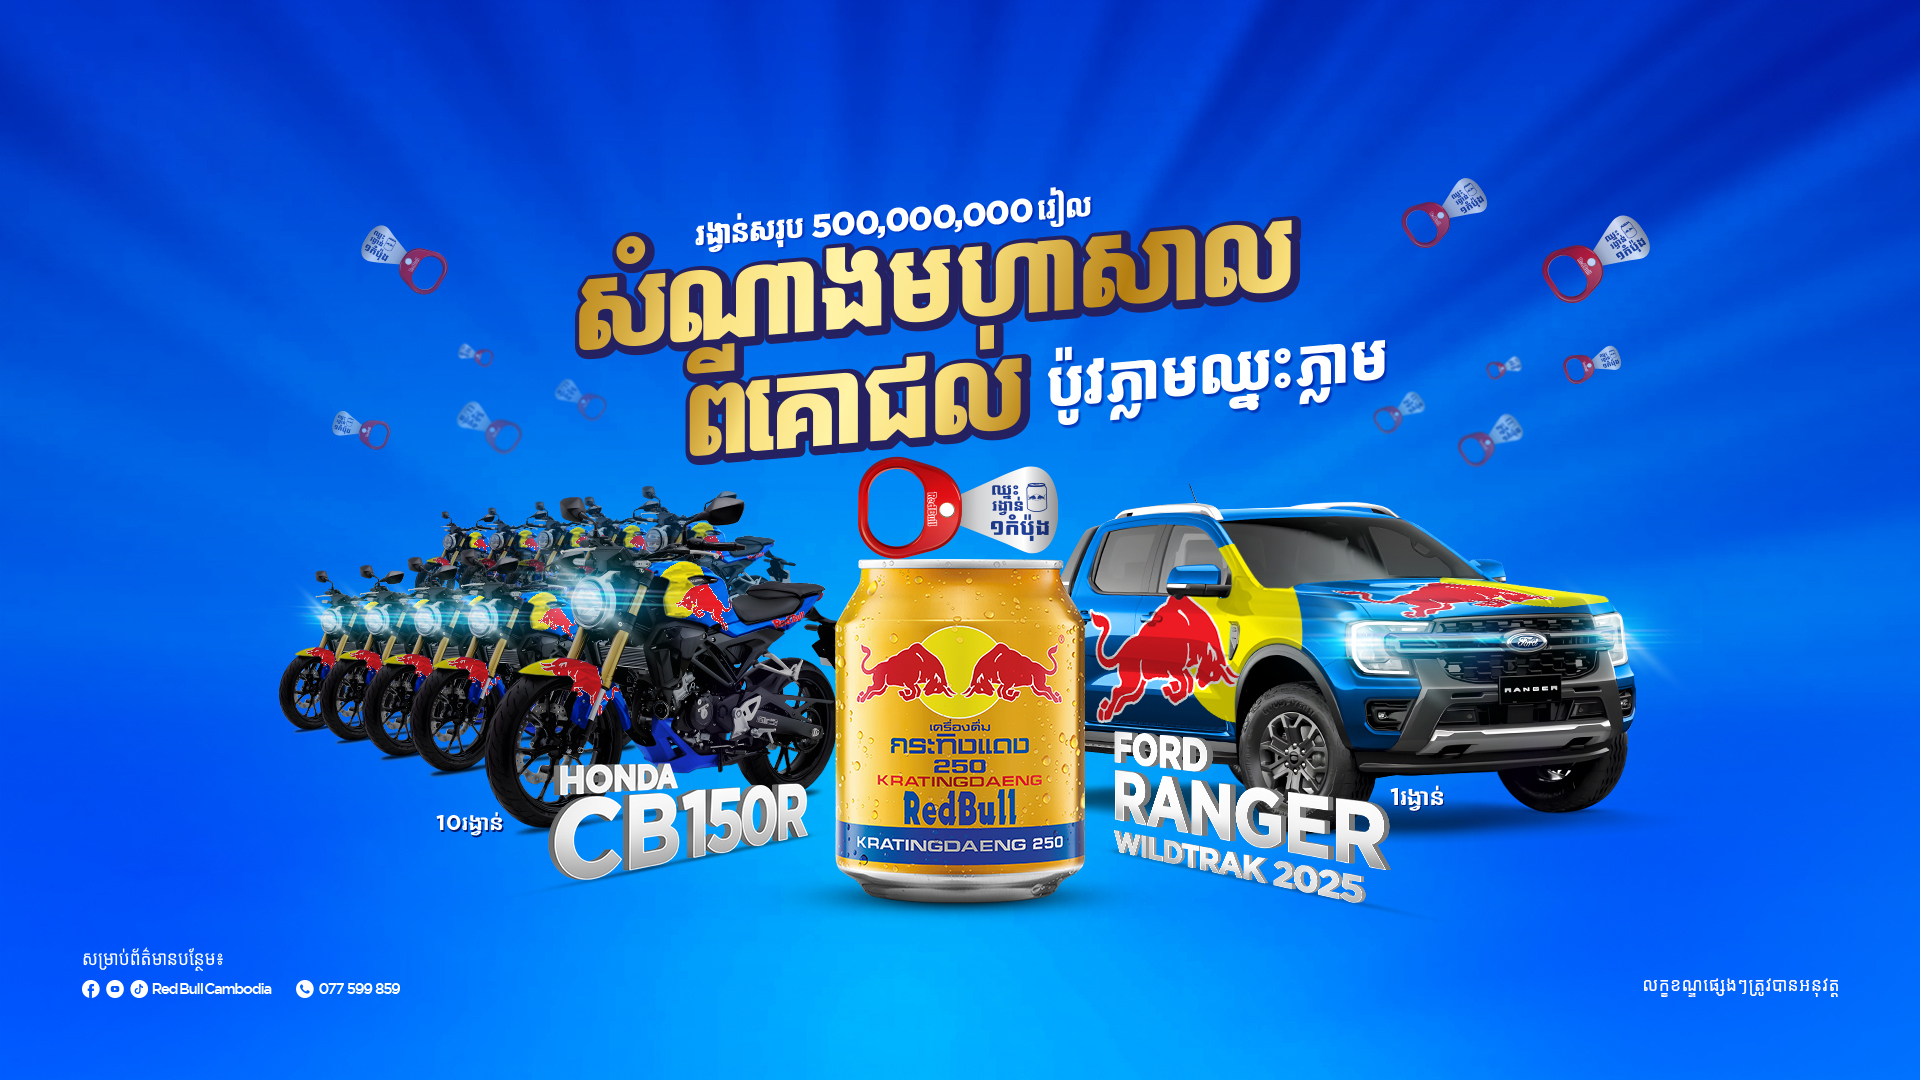 រង្វាន់សរុប 500,000,000 រៀល
សំណាងមហាសាល
ពីគោជល់ ប៉ូវភ្លាមឈ្នះភ្លាម
RedBull
ឈ្នះ
រង្វាន់
១កំប៉ុង
เครื่องดื่ม
กระทิงแดง
250
KRATINGDAENG
RedBull
KRATINGDAENG 250
HONDA
CB150R
10រង្វាន់
Ford
RANGER
FORD
RANGER
WILDTRAK 2025
1រង្វាន់
សម្រាប់ព័ត៌មានបន្ថែម៖
Red Bull Cambodia 077 599 859
លក្ខខណ្ឌផ្សេងៗត្រូវបានអនុវត្ត